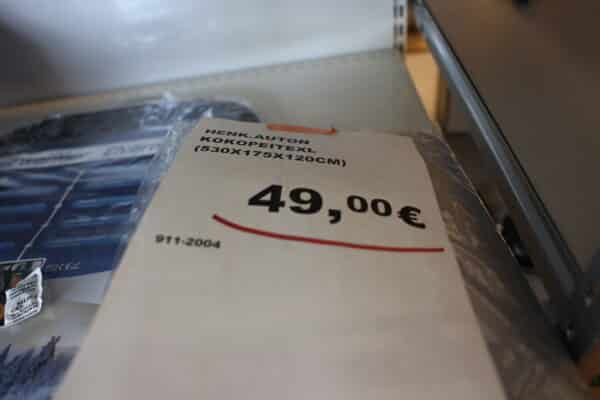 HENK.AUTON
KOKOPEITEXL
(530X175X120CM)
49,00€
911-2004